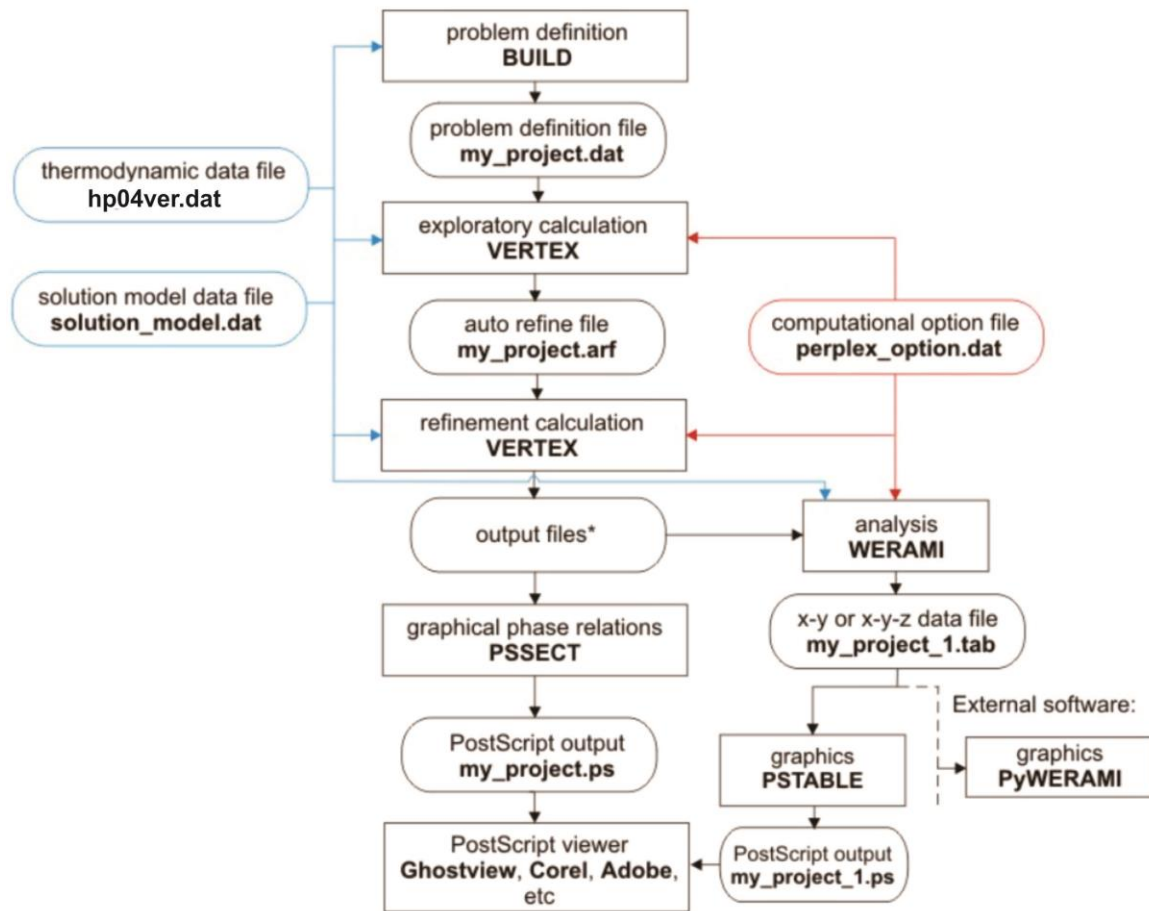 problem definition
BUILD
problem definition file
my_project.dat
thermodynamic data file
hp04ver.dat
exploratory calculation
VERTEX
solution model data file
solution_model.dat
auto refine file
my_project.arf
computational option file
perplex_option.dat
refinement calculation
VERTEX
output files*
analysis
WERAMI
graphical phase relations
PSSECT
x-y or x-y-z data file
my_project_1.tab
External software:
PostScript output
my_project.ps
graphics
PSTABLE
graphics
PyWERAMI
PostScript viewer
Ghostview, Corel, Adobe,
etc
PostScript output
my_project_1.ps